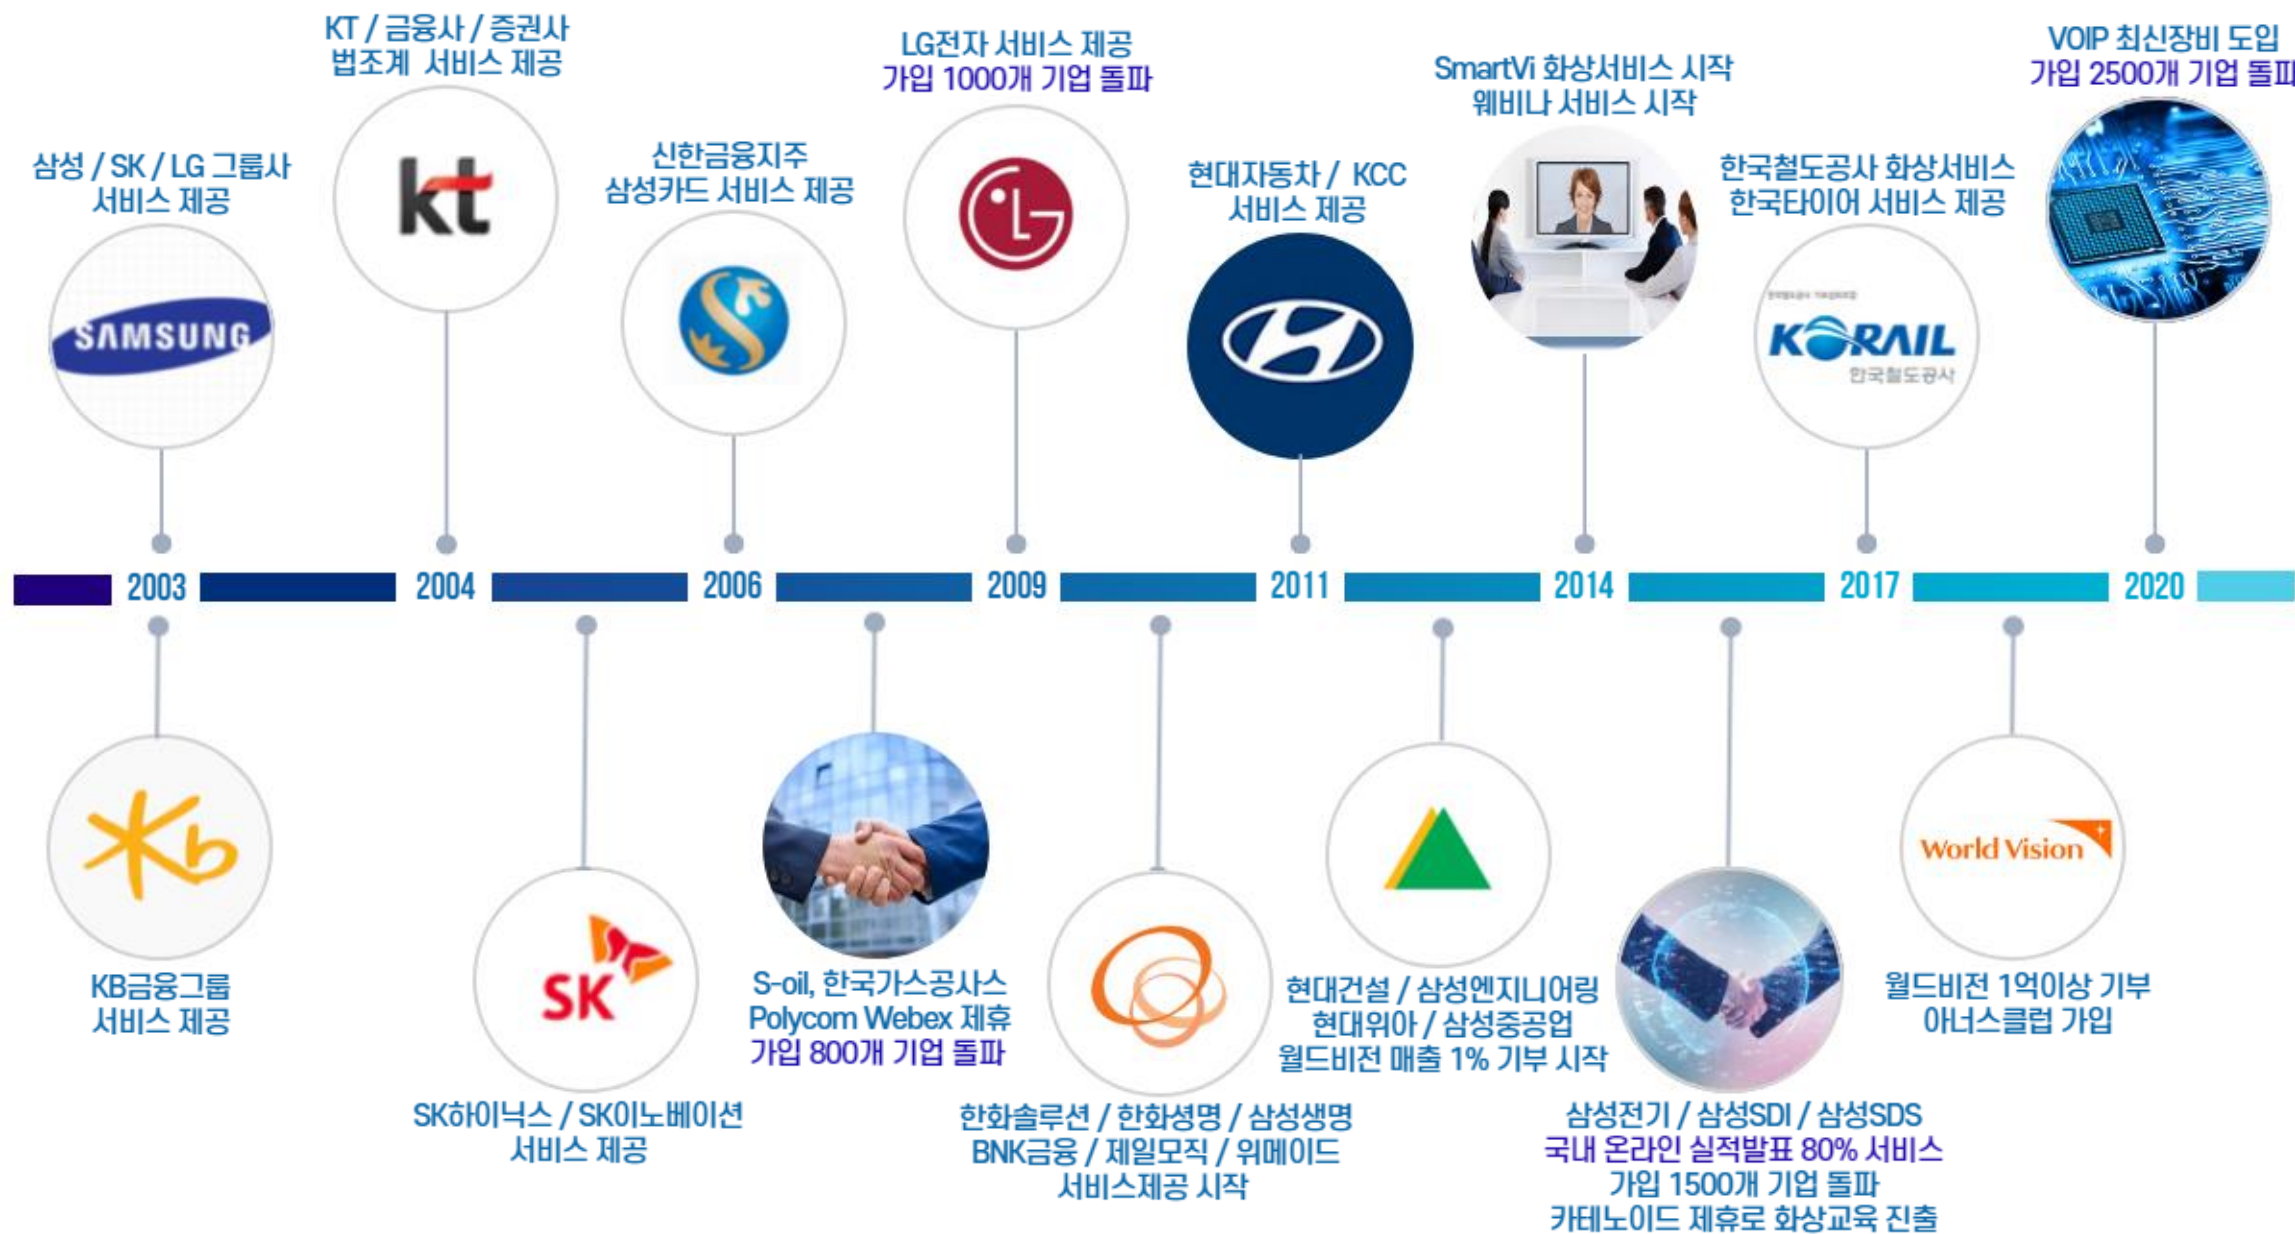 KT / 금융사 / 증권사
법조계 서비스 제공
LG전자 서비스 제공
가입 1000개 기업 돌파
SmartVi 화상서비스 시작
웨비나 서비스 시작
VOIP 최신장비 도입
가입 2500개 기업 돌파
삼성 / SK / LG 그룹사
서비스 제공
신한금융지주
삼성카드 서비스 제공
현대자동차 / KCC
서비스 제공
한국철도공사 화상서비스
한국타이어 서비스 제공
SAMSUNG
kt
KORAIL
한국철도공사
2003
2004
2006
2009
2011
2014
2017
2020
Kb
KB금융그룹
서비스 제공
SK
SK하이닉스 / SK이노베이션
서비스 제공
S-oil, 한국가스공사스
Polycom Webex 제휴
가입 800개 기업 돌파
한화솔루션 / 한화셩명 / 삼성생명
BNK금융 / 제일모직 / 위메이드
서비스제공 시작
현대건설 / 삼성엔지니어링
현대위아 / 삼성중공업
월드비전 매출 1% 기부 시작
삼성전기 / 삼성SDI / 삼성SDS
국내 온라인 실적발표 80% 서비스
가입 1500개 기업 돌파
카테노이드 제휴로 화상교육 진출
World Vision
월드비전 1억이상 기부
아너스클럽 가입